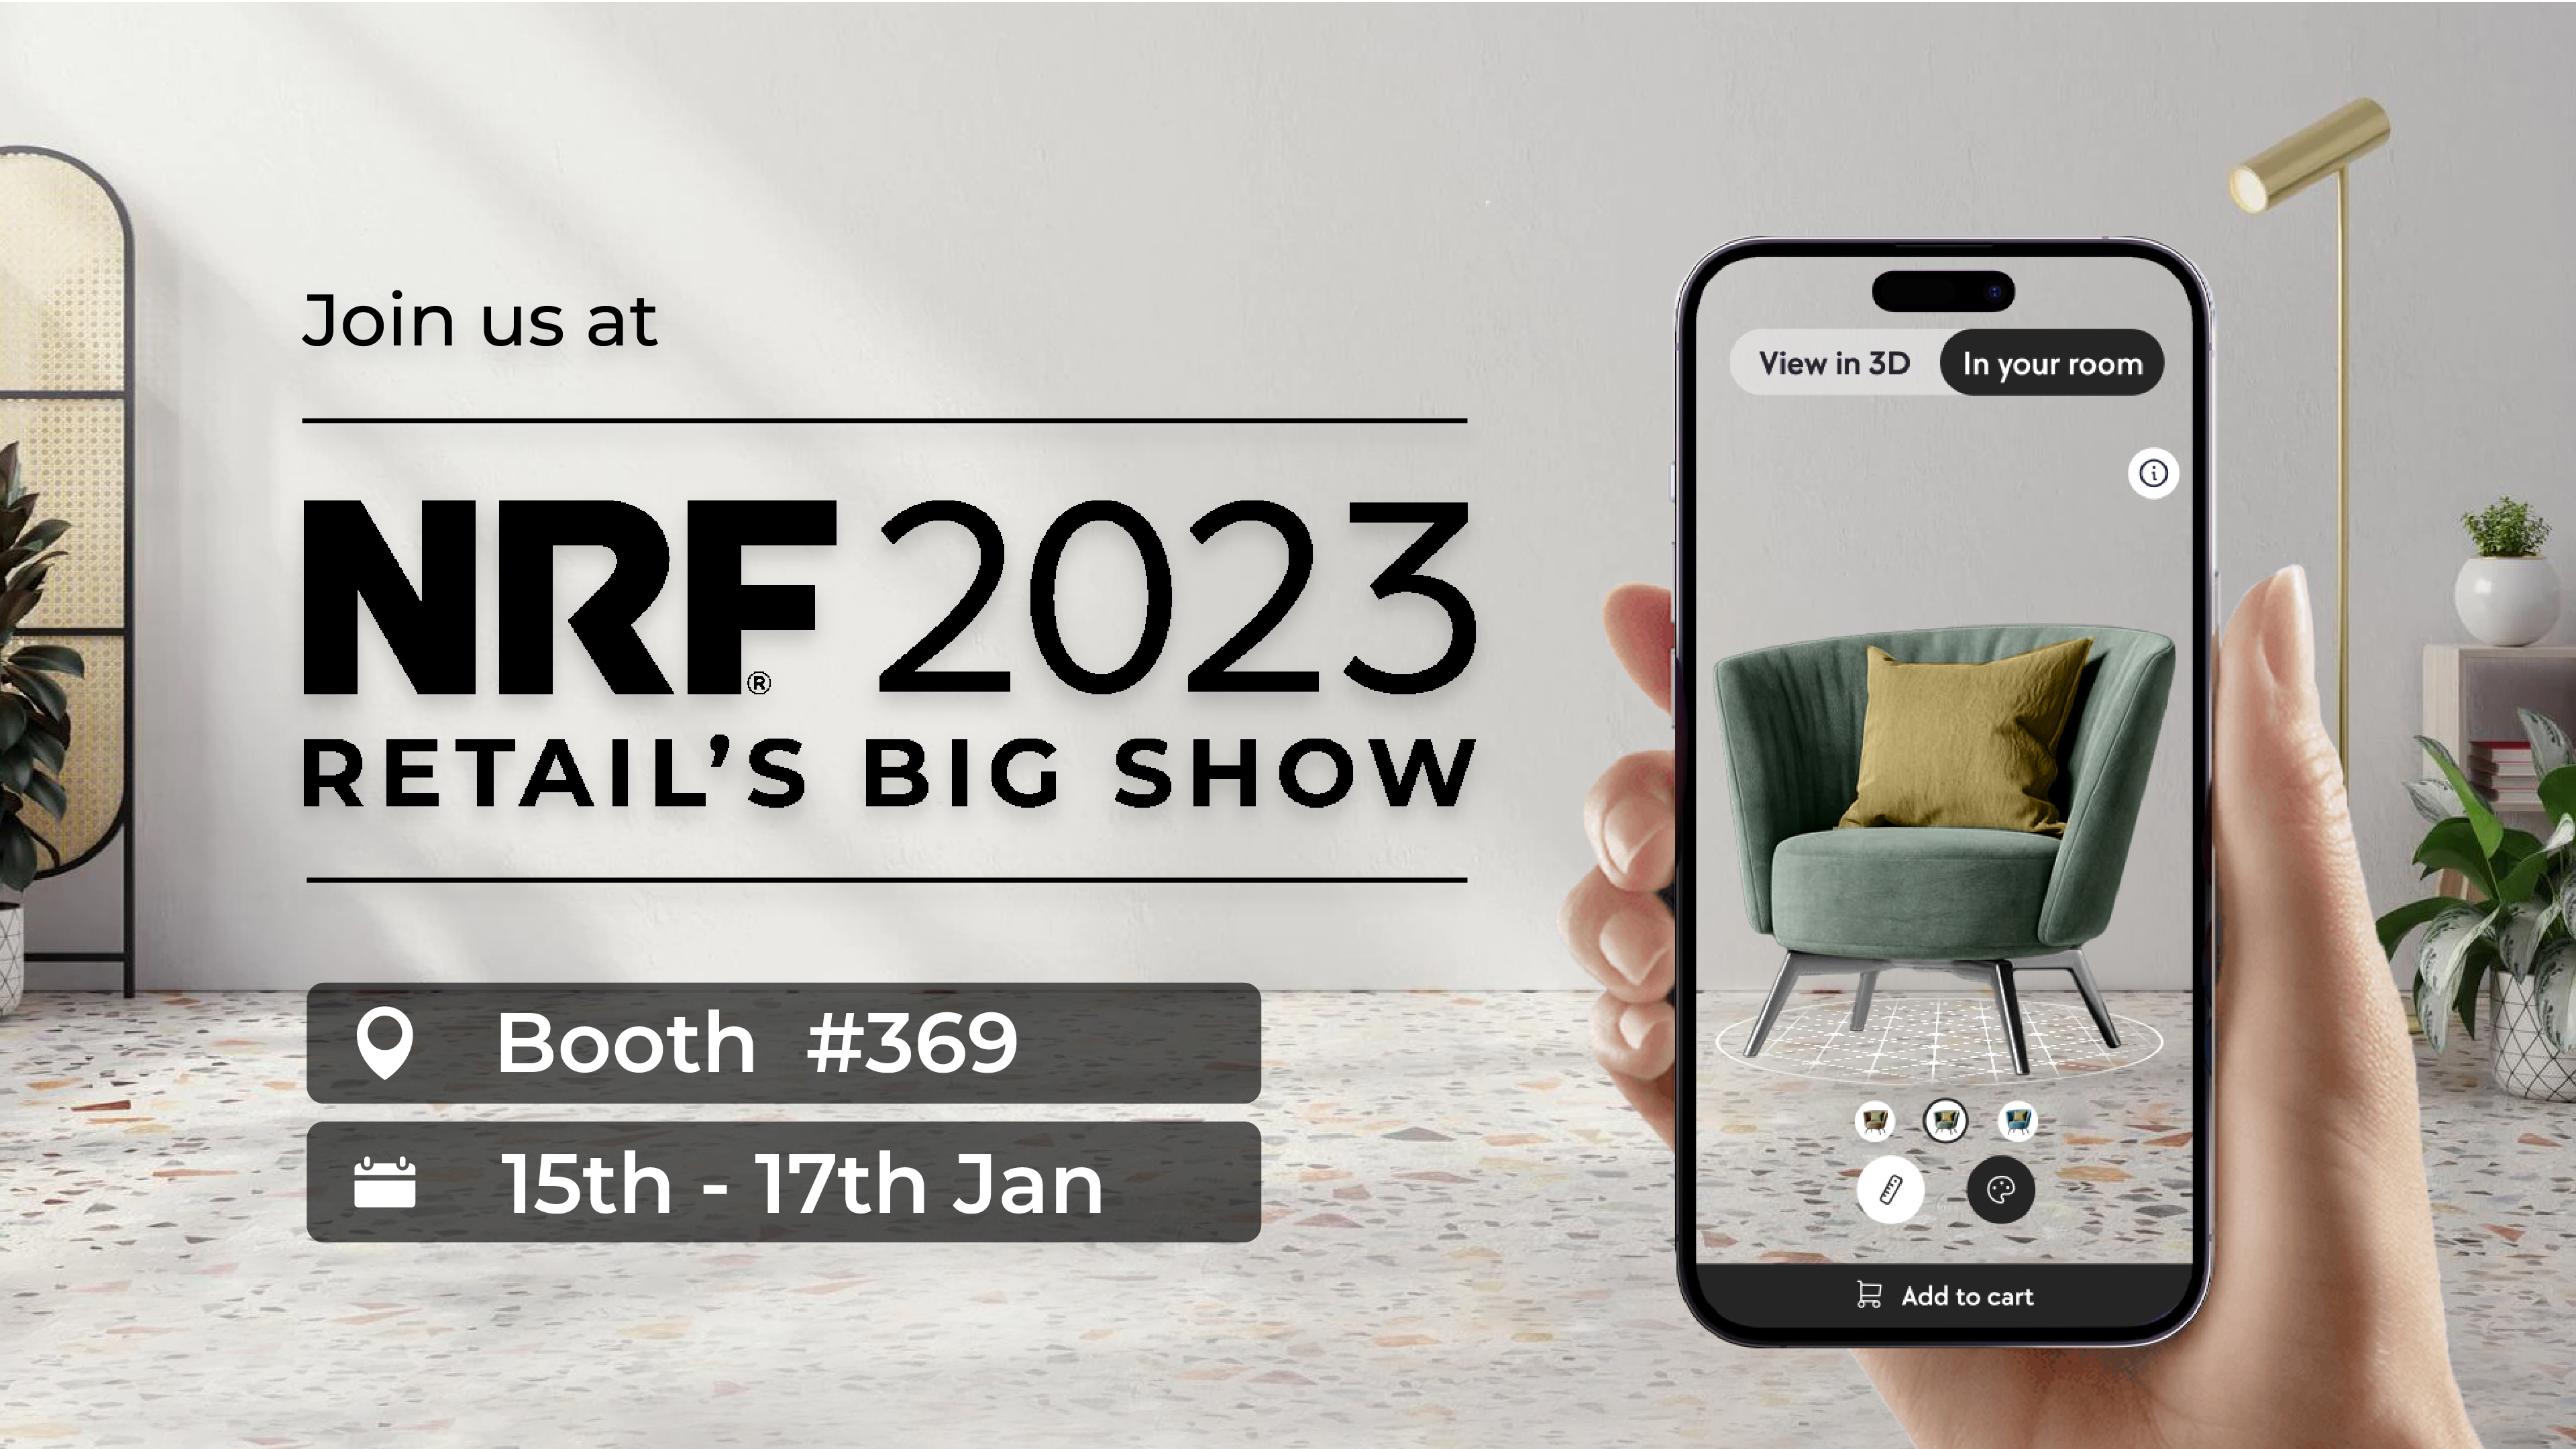 Join us at
NRF® 2023
RETAIL’S BIG SHOW
Booth #369
15th - 17th Jan
View in 3D
In your room
Add to cart